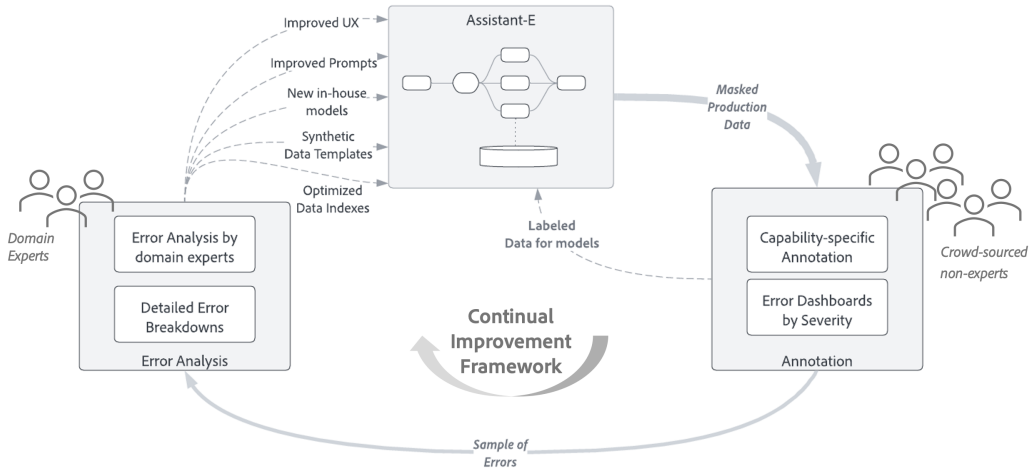 Improved UX
Improved Prompts
New in-house
models
Synthetic
Data Templates
Optimized
Data Indexes
Assistant-E
Masked
Production
Data
Domain
Experts
Error Analysis by
domain experts
Detailed Error
Breakdowns
Error Analysis
Labeled
Data for models
Capability-specific
Annotation
Error Dashboards
by Severity
Annotation
Crowd-sourced
non-experts
Continual
Improvement
Framework
Sample of
Errors